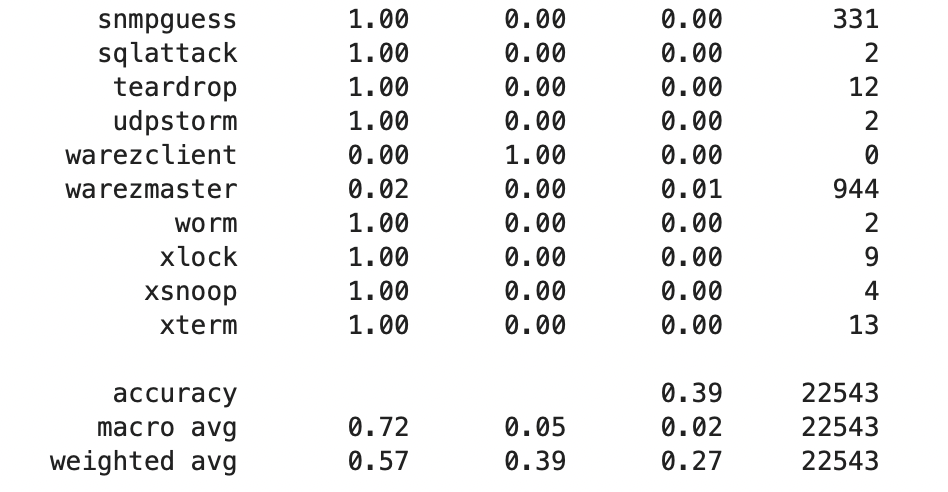 snmpguess 1.00 0.00 0.00 331
sqlattack 1.00 0.00 0.00 2
teardrop 1.00 0.00 0.00 12
udpstorm 1.00 0.00 0.00 2
warezclient 0.00 1.00 0.00 0
warezmaster 0.02 0.00 0.01 944
worm 1.00 0.00 0.00 2
xlock 1.00 0.00 0.00 9
xsnoop 1.00 0.00 0.00 4
xterm 1.00 0.00 0.00 13
accuracy 0.39 22543
macro avg 0.72 0.05 0.02 22543
weighted avg 0.57 0.39 0.27 22543